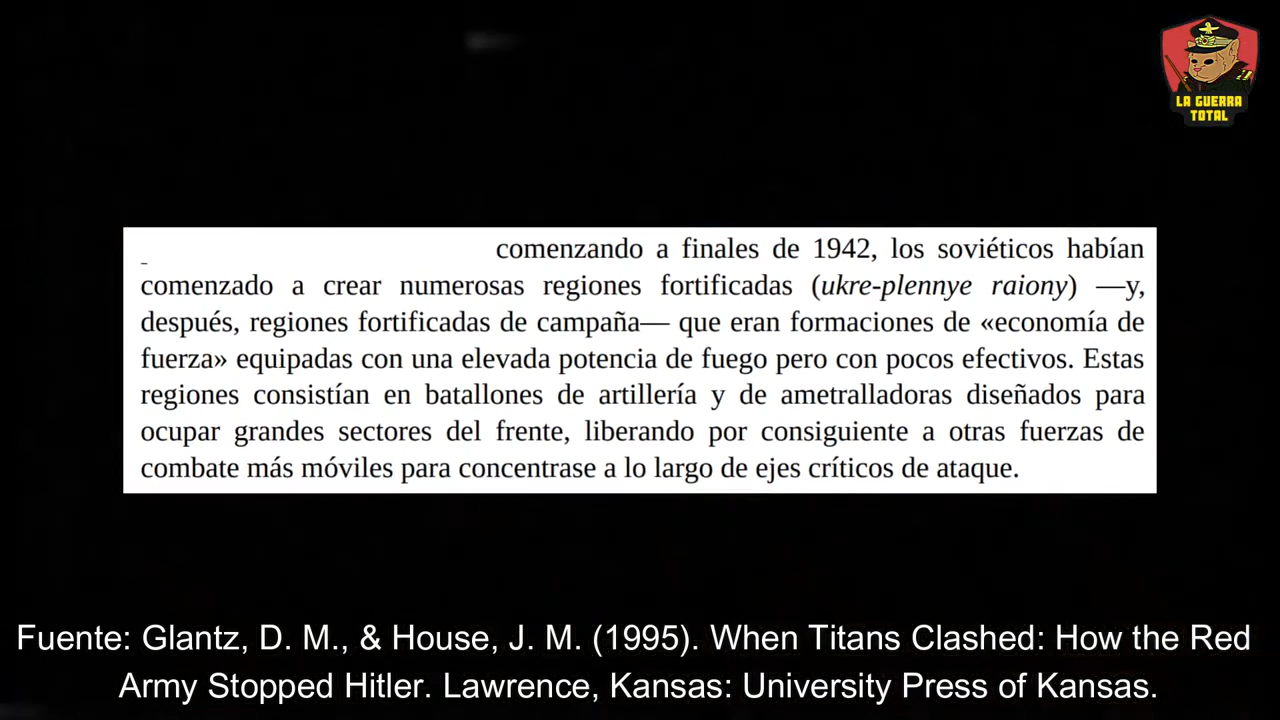 LA GUERRA
TOTAL
comenzando a finales de 1942, los soviéticos habían
comenzado a crear numerosas regiones fortificadas (ukre-plennye raiony) —y,
después, regiones fortificadas de campaña— que eran formaciones de «economía de
fuerza» equipadas con una elevada potencia de fuego pero con pocos efectivos. Estas
regiones consistían en batallones de artillería y de ametralladoras diseñados para
ocupar grandes sectores del frente, liberando por consiguiente a otras fuerzas de
combate más móviles para concentrase a lo largo de ejes críticos de ataque.
Fuente: Glantz, D. M., & House, J. M. (1995). When Titans Clashed: How the Red
Army Stopped Hitler. Lawrence, Kansas: University Press of Kansas.